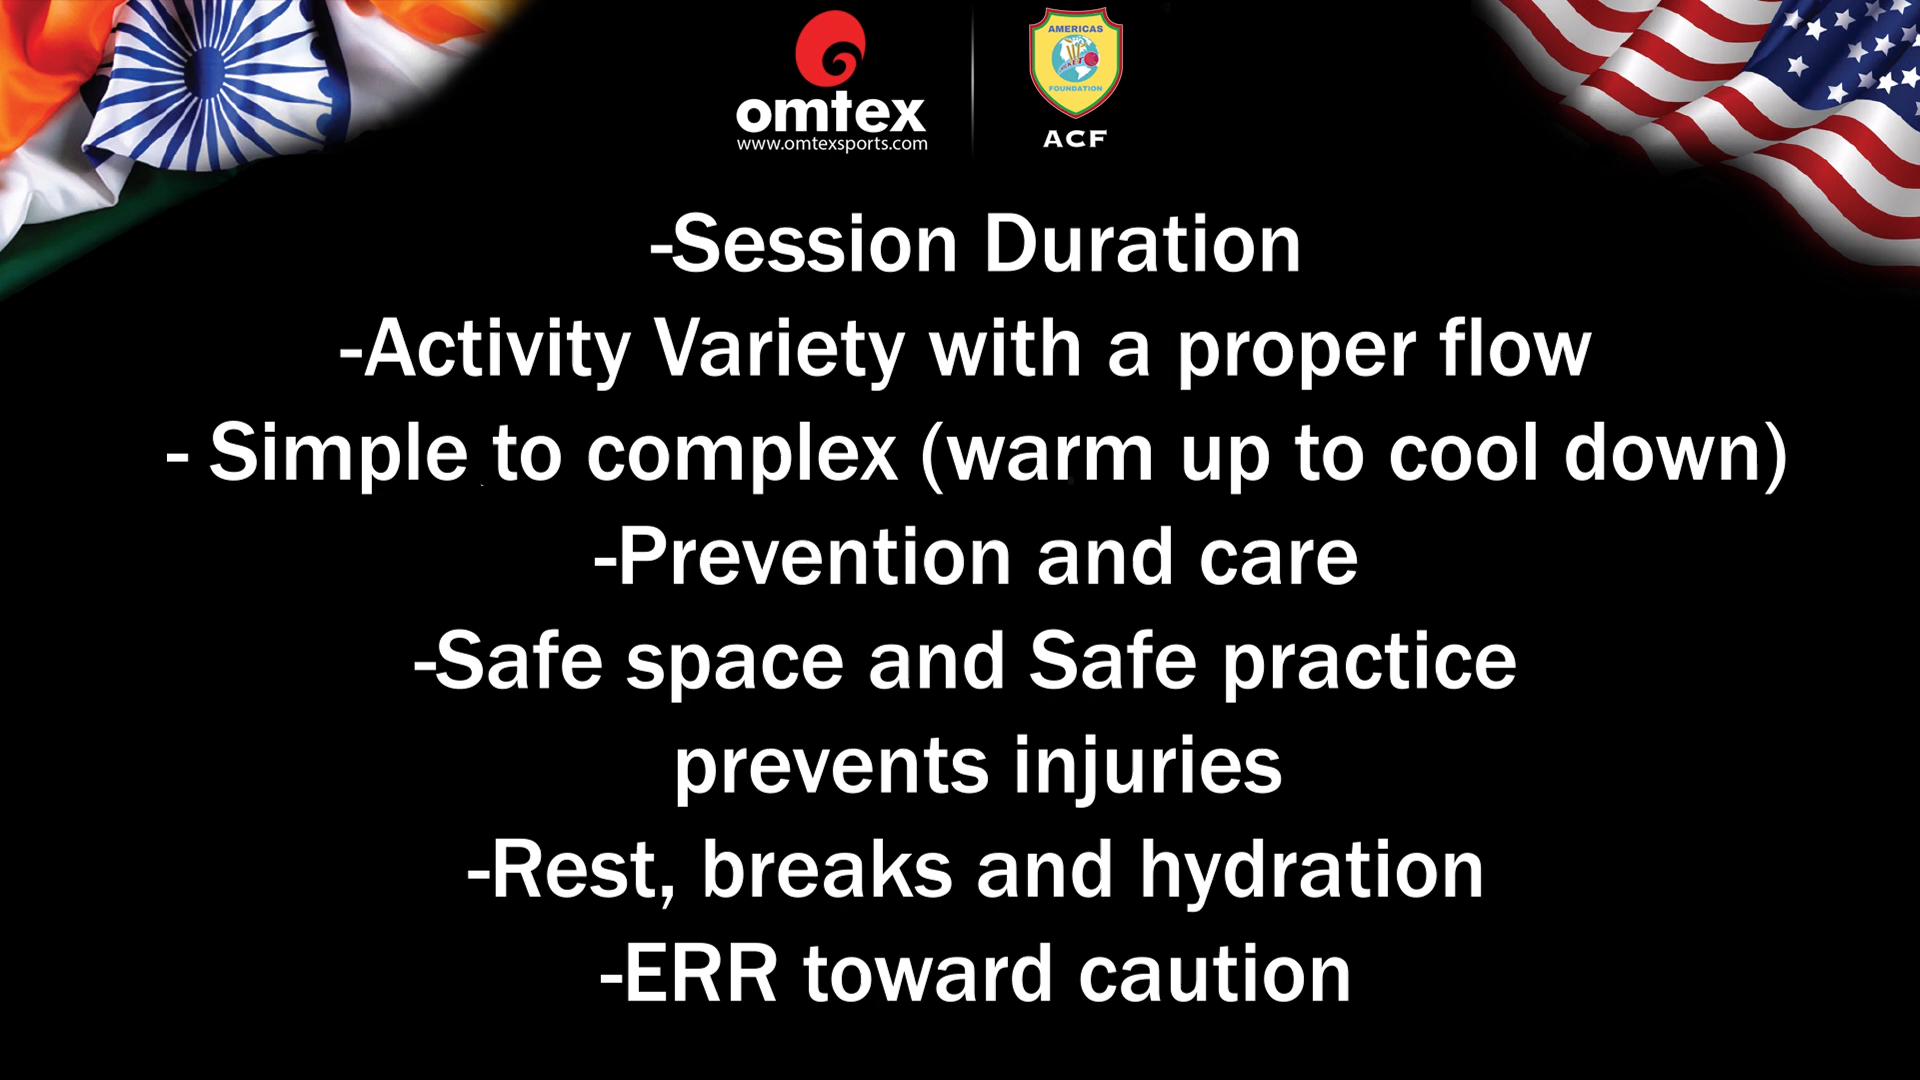 omtex
www.omtexsports.com
AMERICAS
CRICKET
FOUNDATION
ACF
-Session Duration
-Activity Variety with a proper flow
- Simple to complex (warm up to cool down)
-Prevention and care
-Safe space and Safe practice
prevents injuries
-Rest, breaks and hydration
-ERR toward caution